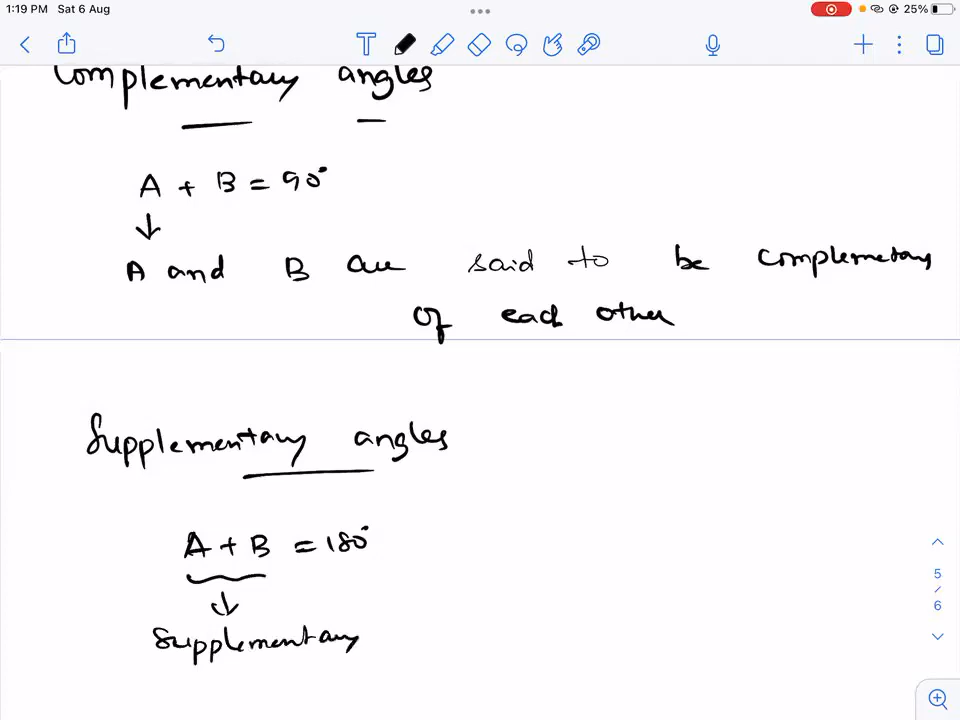 1:19 PM Sat 6 Aug
25%
Complementary angles
A + B = 90°
A and B are said to be complemetary
of each other
Supplementary angles
A + B = 180°
Supplementary
5
/
6